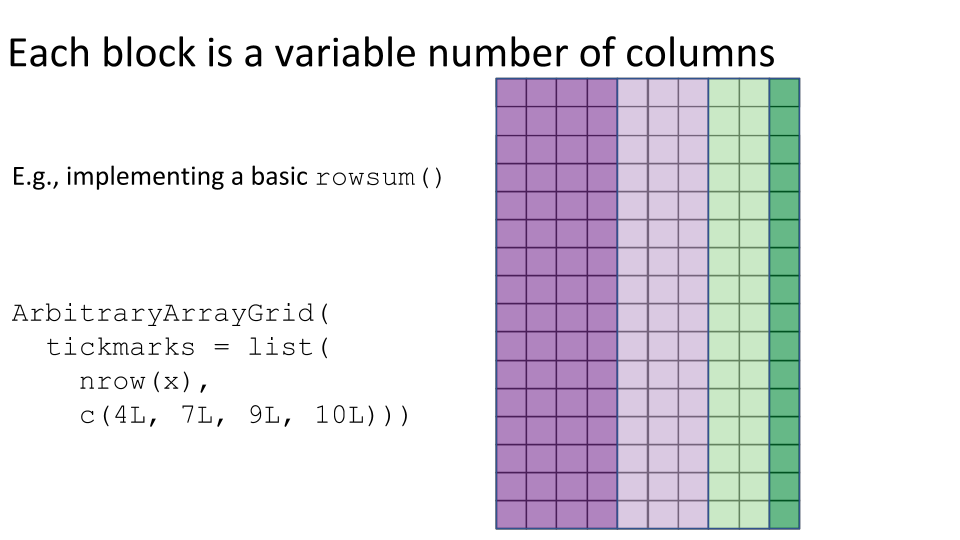 Each block is a variable number of columns
E.g., implementing a basic rowsum()
ArbitraryArrayGrid(
  tickmarks = list(
    nrow(x),
    c(4L, 7L, 9L, 10L)))